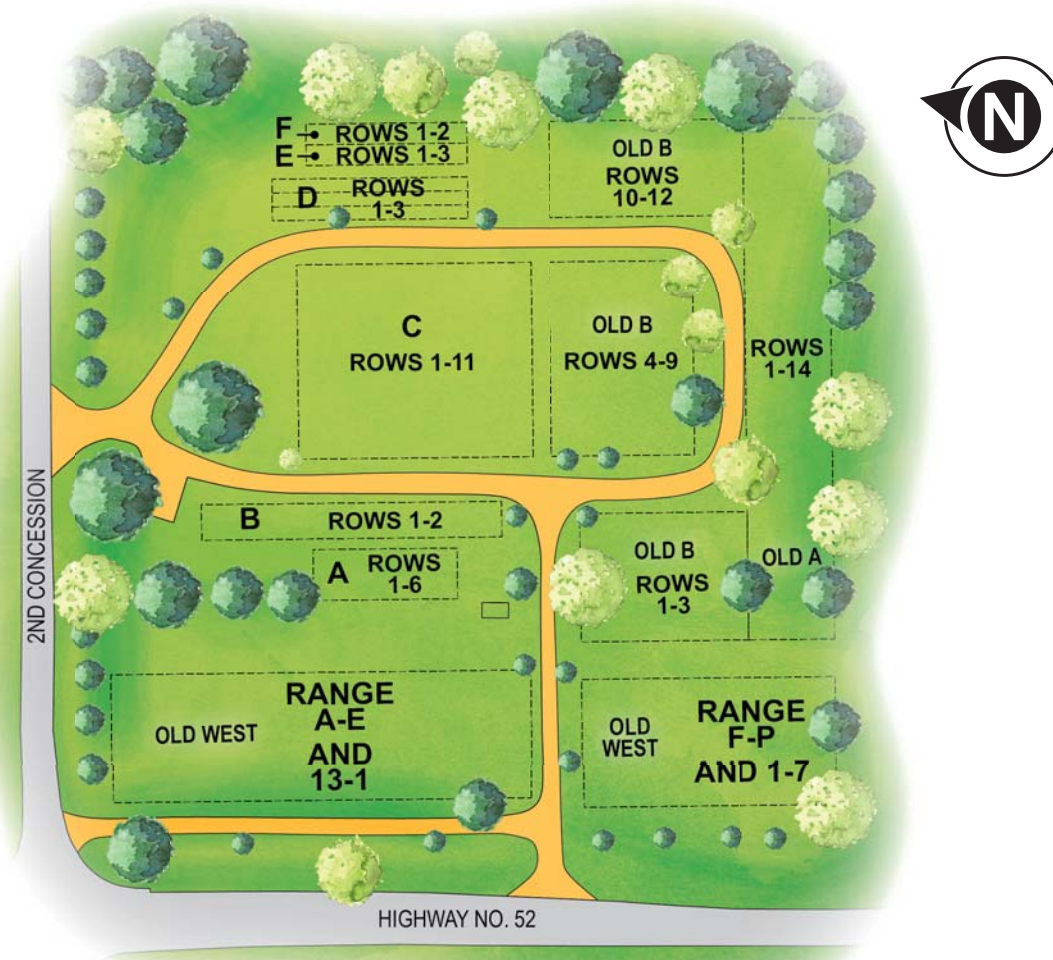 N
F ROWS 1-2
E ROWS 1-3
D ROWS
1-3
OLD B
ROWS
10-12
C
ROWS 1-11
OLD B
ROWS 4-9
ROWS
1-14
2ND CONCESSION
B ROWS 1-2
A ROWS
1-6
OLD B
ROWS
1-3
OLD A
OLD WEST
RANGE
A-E
AND
13-1
OLD
WEST
RANGE
F-P
AND 1-7
HIGHWAY NO. 52